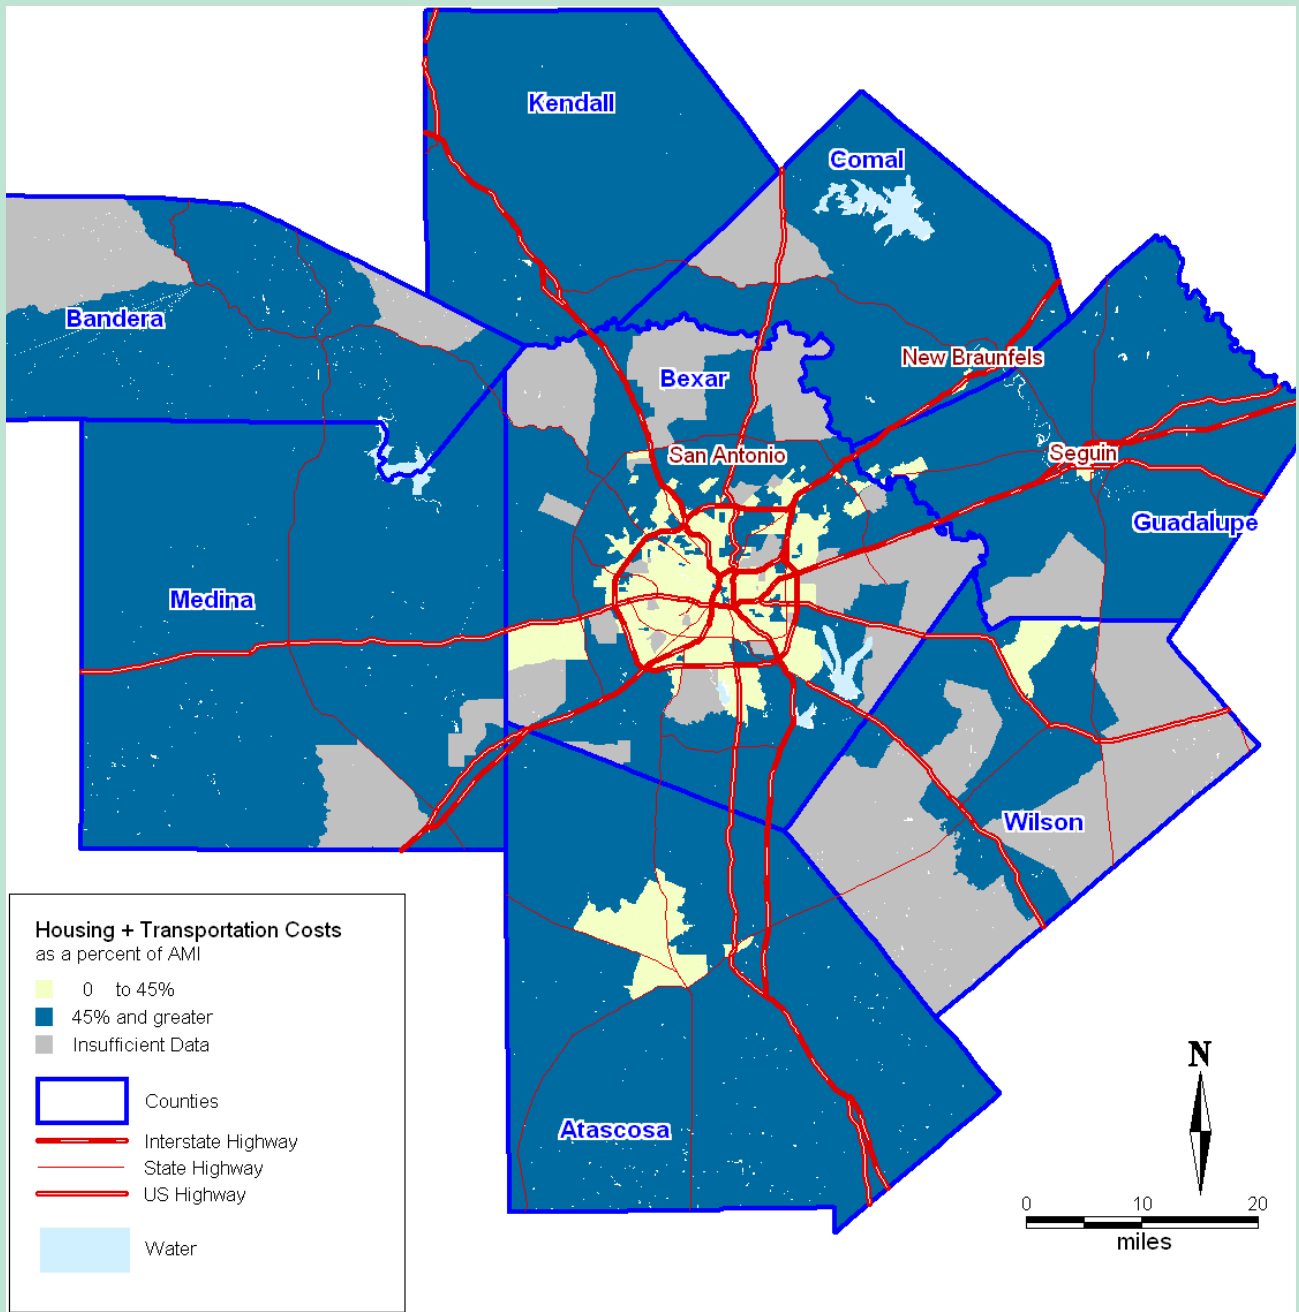 Kendall
Comal
Bandera
New Braunfels
Bexar
San Antonio
Seguin
Guadalupe
Medina
Wilson
Atascosa
Housing + Transportation Costs
as a percent of AMI
0 to 45%
45% and greater
Insufficient Data
Counties
Interstate Highway
State Highway
US Highway
Water
N
0 10 20
miles